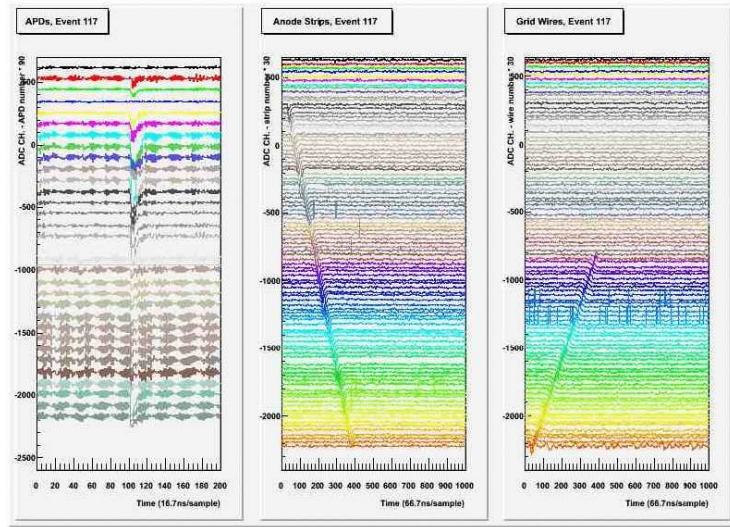 APDs, Event 117
ADC CH. - APD number * 90
500
0
-500
-1000
-1500
-2000
-2500
0 20 40 60 80 100 120 140 160 180 200
Time (16.7ns/sample)
Anode Strips, Event 117
ADC CH. - strip number * 30
500
0
-500
-1000
-1500
-2000
0 100 200 300 400 500 600 700 800 900 1000
Time (66.7ns/sample)
Grid Wires, Event 117
ADC CH. - wire number * 30
500
0
-500
-1000
-1500
-2000
0 100 200 300 400 500 600 700 800 900 1000
Time (66.7ns/sample)